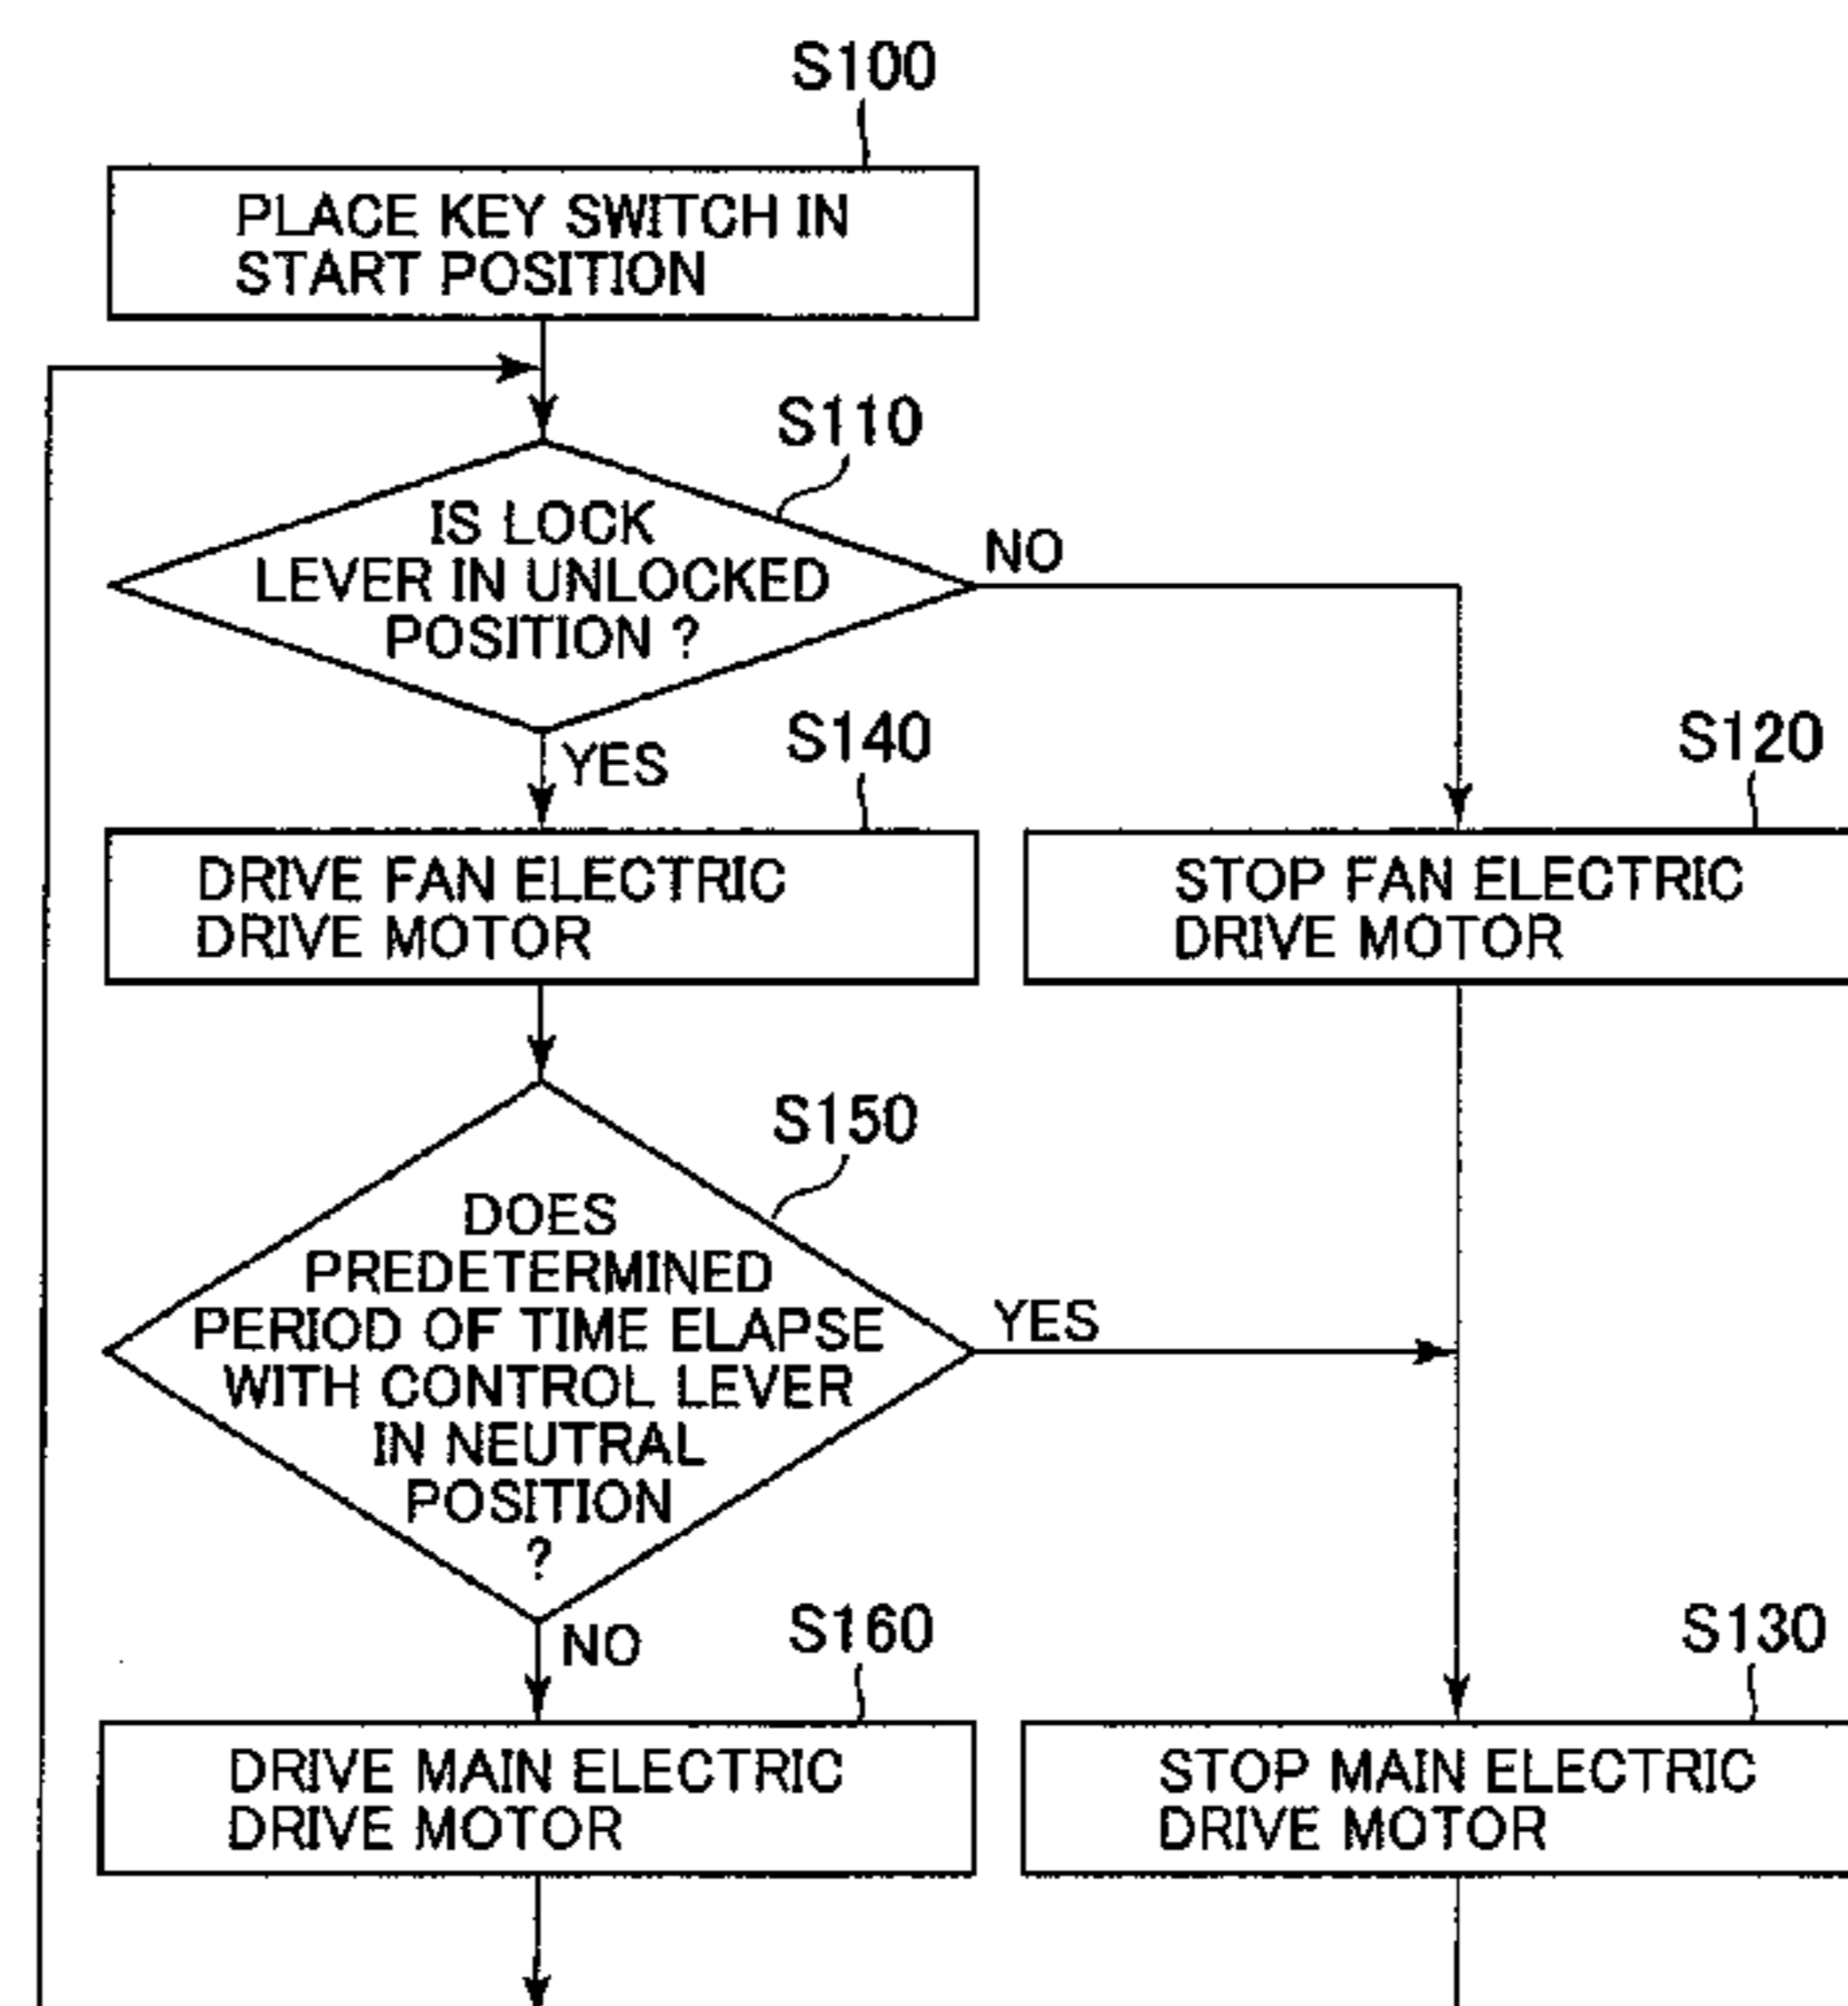 S100
PLACE KEY SWITCH IN
START POSITION
S110
IS LOCK
LEVER IN UNLOCKED
POSITION ?
NO
YES
S140
DRIVE FAN ELECTRIC
DRIVE MOTOR
S120
STOP FAN ELECTRIC
DRIVE MOTOR
S150
DOES
PREDETERMINED
PERIOD OF TIME ELAPSE
WITH CONTROL LEVER
IN NEUTRAL
POSITION
?
YES
NO
S160
DRIVE MAIN ELECTRIC
DRIVE MOTOR
S130
STOP MAIN ELECTRIC
DRIVE MOTOR